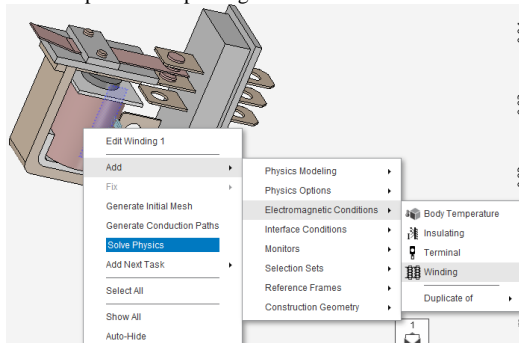 Edit Winding 1
Add
Fix
Generate Initial Mesh
Generate Conduction Paths
Solve Physics
Add Next Task
Select All
Show All
Auto-Hide
Physics Modeling
Physics Options
Electromagnetic Conditions
Interface Conditions
Monitors
Selection Sets
Reference Frames
Construction Geometry
Body Temperature
Insulating
Terminal
Winding
Duplicate of
1